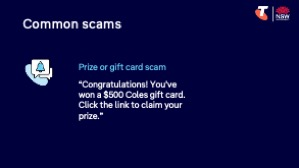 Common scams
NSW
Prize or gift card scam
“Congratulations! You’ve
won a $500 Coles gift card.
Click the link to claim your
prize.”